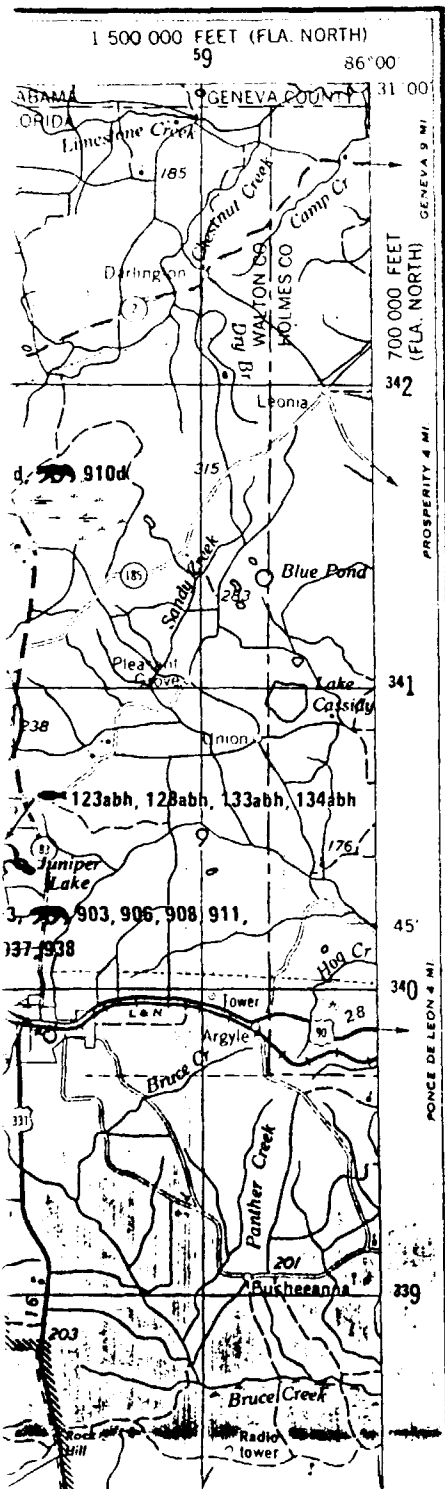 1 500 000 FEET (FLA. NORTH)
59
86°00'
31°00'
GENEVA COUNTY
Limestone Creek
GENEVA 9 MI.
185
Chestnut Creek
Camp Cr
Darlington
2
WALTON CO
HOLMES CO
700 000 FEET
(FLA. NORTH)
Dry Br
342
Leonia
315
910d
PROSPERITY 4 MI.
185
Sandy Creek
Blue Pond
283
Pleasant
Grove
341
Lake
Cassidy
238
Union
123abh, 128abh, 133abh, 134abh
83
176
Juniper
Lake
903, 906, 908, 911,
45'
937, 938
Hog Cr
340
Tower
L & N
28
90
Argyle
PONCE DE LEON 4 MI.
Bruce Cr
331
Panther Creek
201
Busheeanna
339
16
203
Bruce Creek
Rock
Hill
Radio
tower